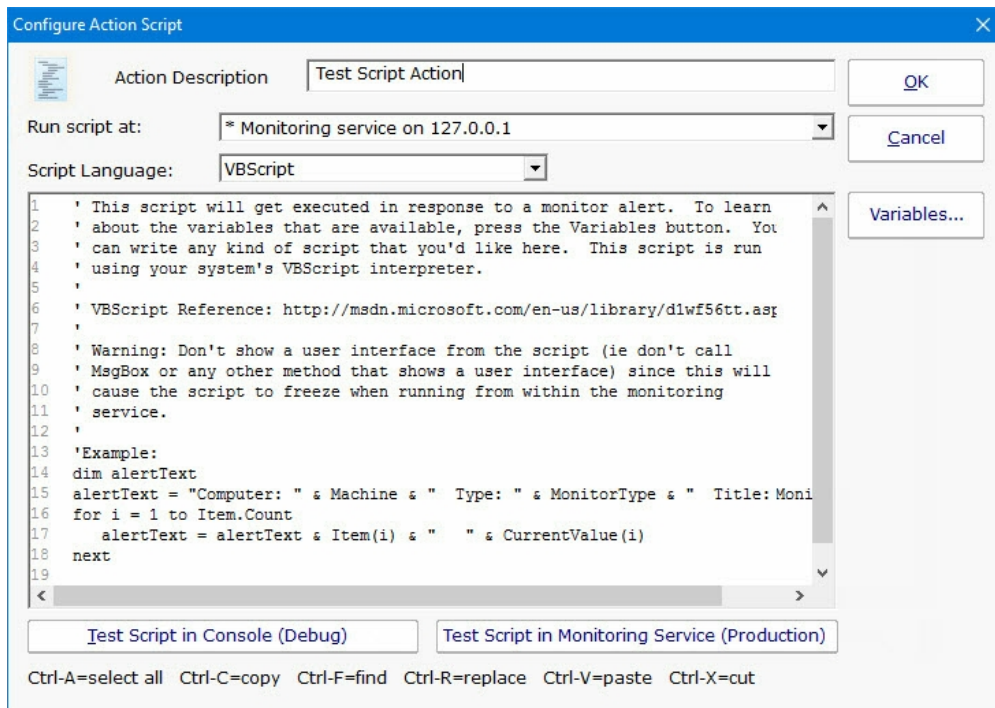 Configure Action Script
Action Description
Test Script Action
OK
Run script at:
* Monitoring service on 127.0.0.1
Cancel
Script Language:
VBScript
Variables...
1 ' This script will get executed in response to a monitor alert.  To learn
2 ' about the variables that are available, press the Variables button.  You
3 ' can write any kind of script that you'd like here.  This script is run
4 ' using your system's VBScript interpreter.
5 '
6 ' VBScript Reference: http://msdn.microsoft.com/en-us/library/d1wf56tt.asp
7 '
8 ' Warning: Don't show a user interface from the script (ie don't call
9 ' MsgBox or any other method that shows a user interface) since this will
10 ' cause the script to freeze when running from within the monitoring
11 ' service.
12 '
13 'Example:
14 dim alertText
15 alertText = "Computer: " & Machine & "  Type: " & MonitorType & "  Title: Moni
16 for i = 1 to Item.Count
17    alertText = alertText & Item(i) & "   " & CurrentValue(i)
18 next
19
Test Script in Console (Debug)
Test Script in Monitoring Service (Production)
Ctrl-A=select all  Ctrl-C=copy  Ctrl-F=find  Ctrl-R=replace  Ctrl-V=paste  Ctrl-X=cut